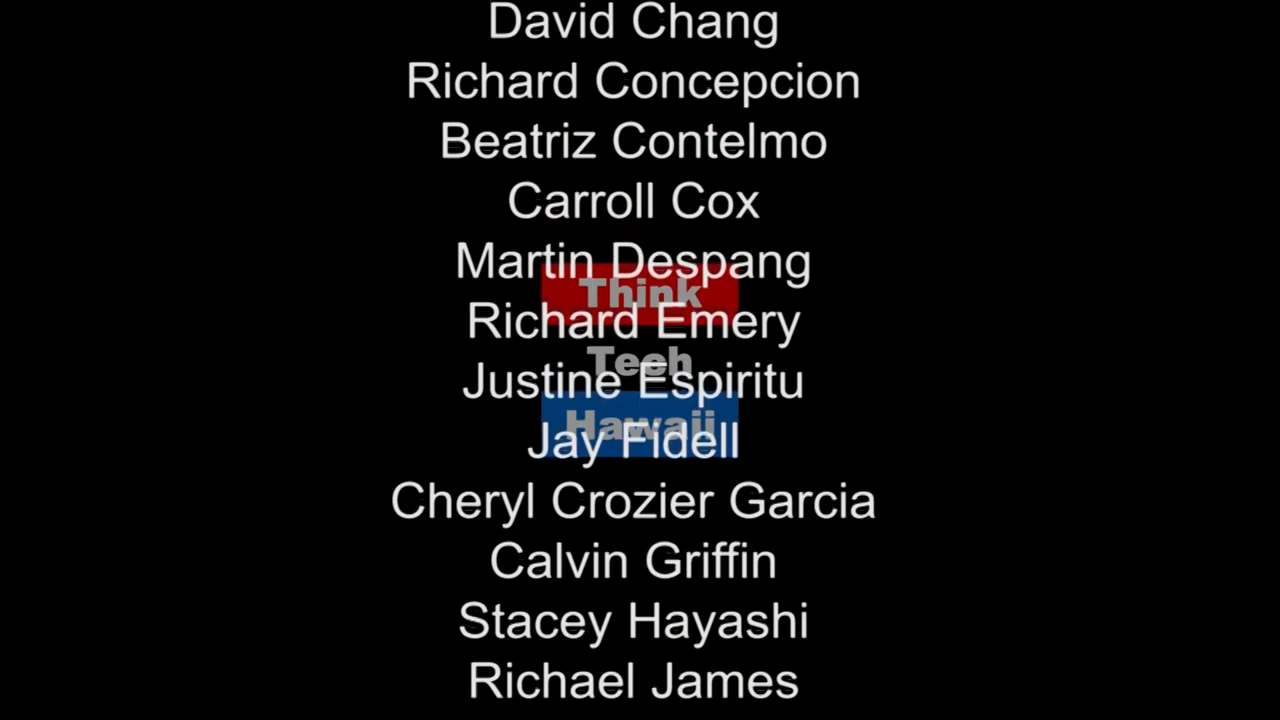 David Chang
Richard Concepcion
Beatriz Contelmo
Carroll Cox
Martin Despang
Think
Richard Emery
Tech
Justine Espiritu
Hawaii
Jay Fidell
Cheryl Crozier Garcia
Calvin Griffin
Stacey Hayashi
Richael James